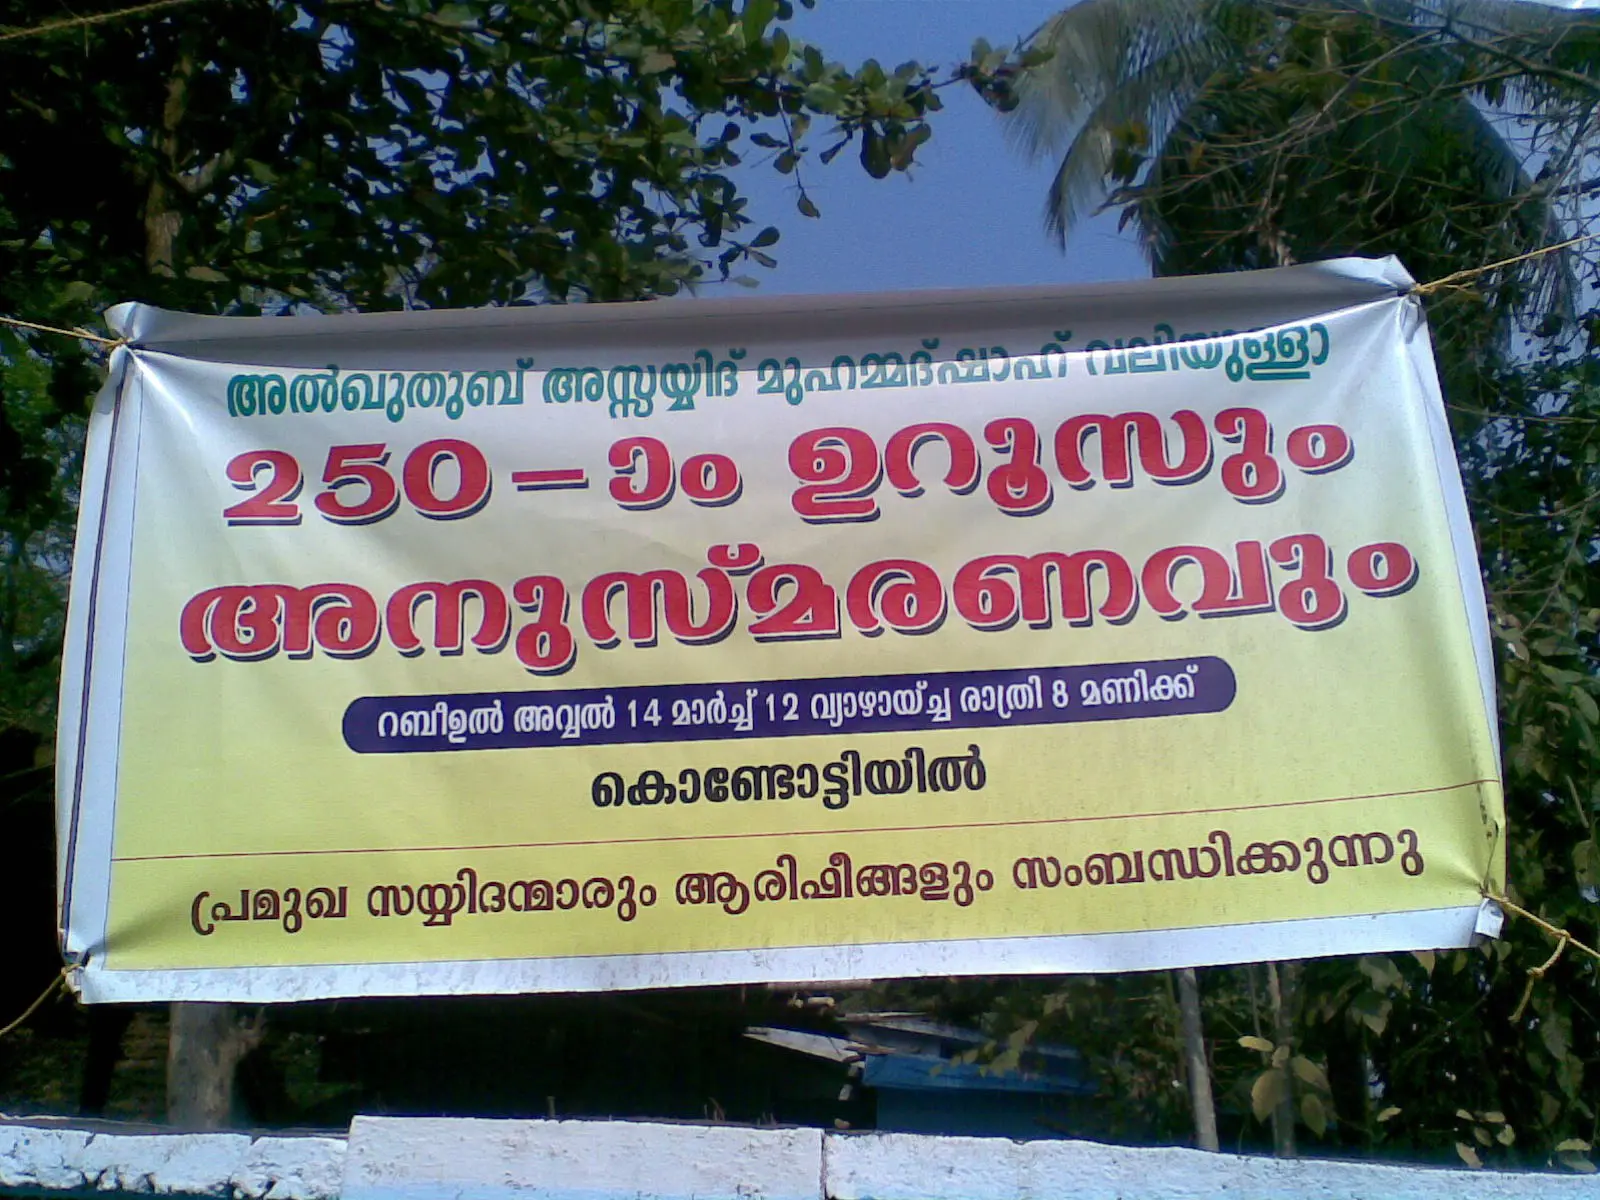 അൽഖുതുബ് അസ്സയ്യിദ് മുഹമ്മദ്ഷാഹ് വലിയുള്ളാ
250-ാം ഉറൂസും
അനുസ്മരണവും
റബീഉൽ അവ്വൽ 14 മാർച്ച് 12 വ്യാഴായ്ച്ച രാത്രി 8 മണിക്ക്
കൊണ്ടോട്ടിയിൽ
പ്രമുഖ സയ്യിദന്മാരും ആരിഫീങ്ങളും സംബന്ധിക്കുന്നു